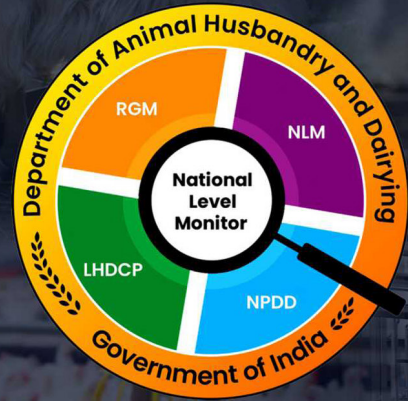 Department of Animal Husbandry and Dairying
RGM
NLM
National
Level
Monitor
LHDCP
NPDD
Government of India